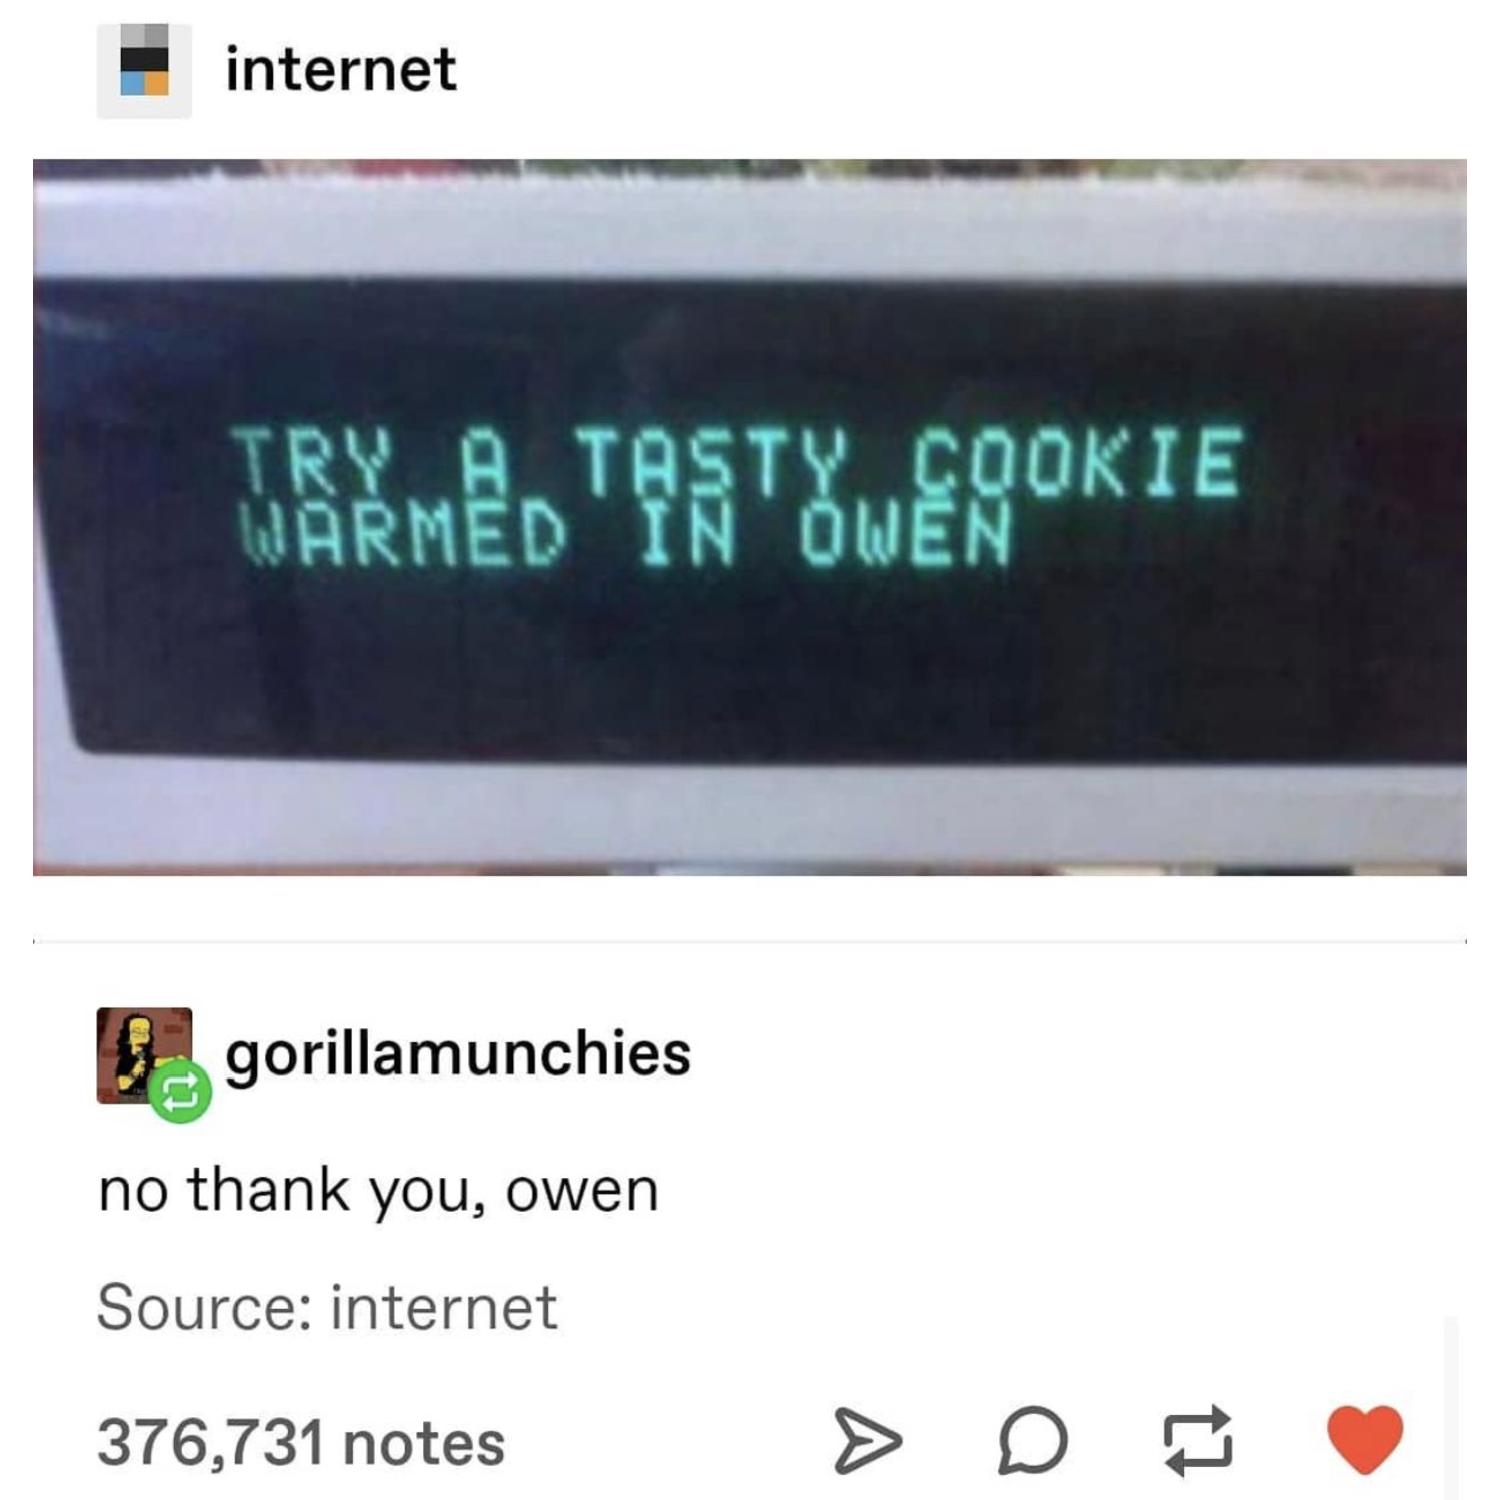 internet
TRY A TASTY COOKIE
WARMED IN OWEN
gorillamunchies
no thank you, owen
Source: internet
376,731 notes